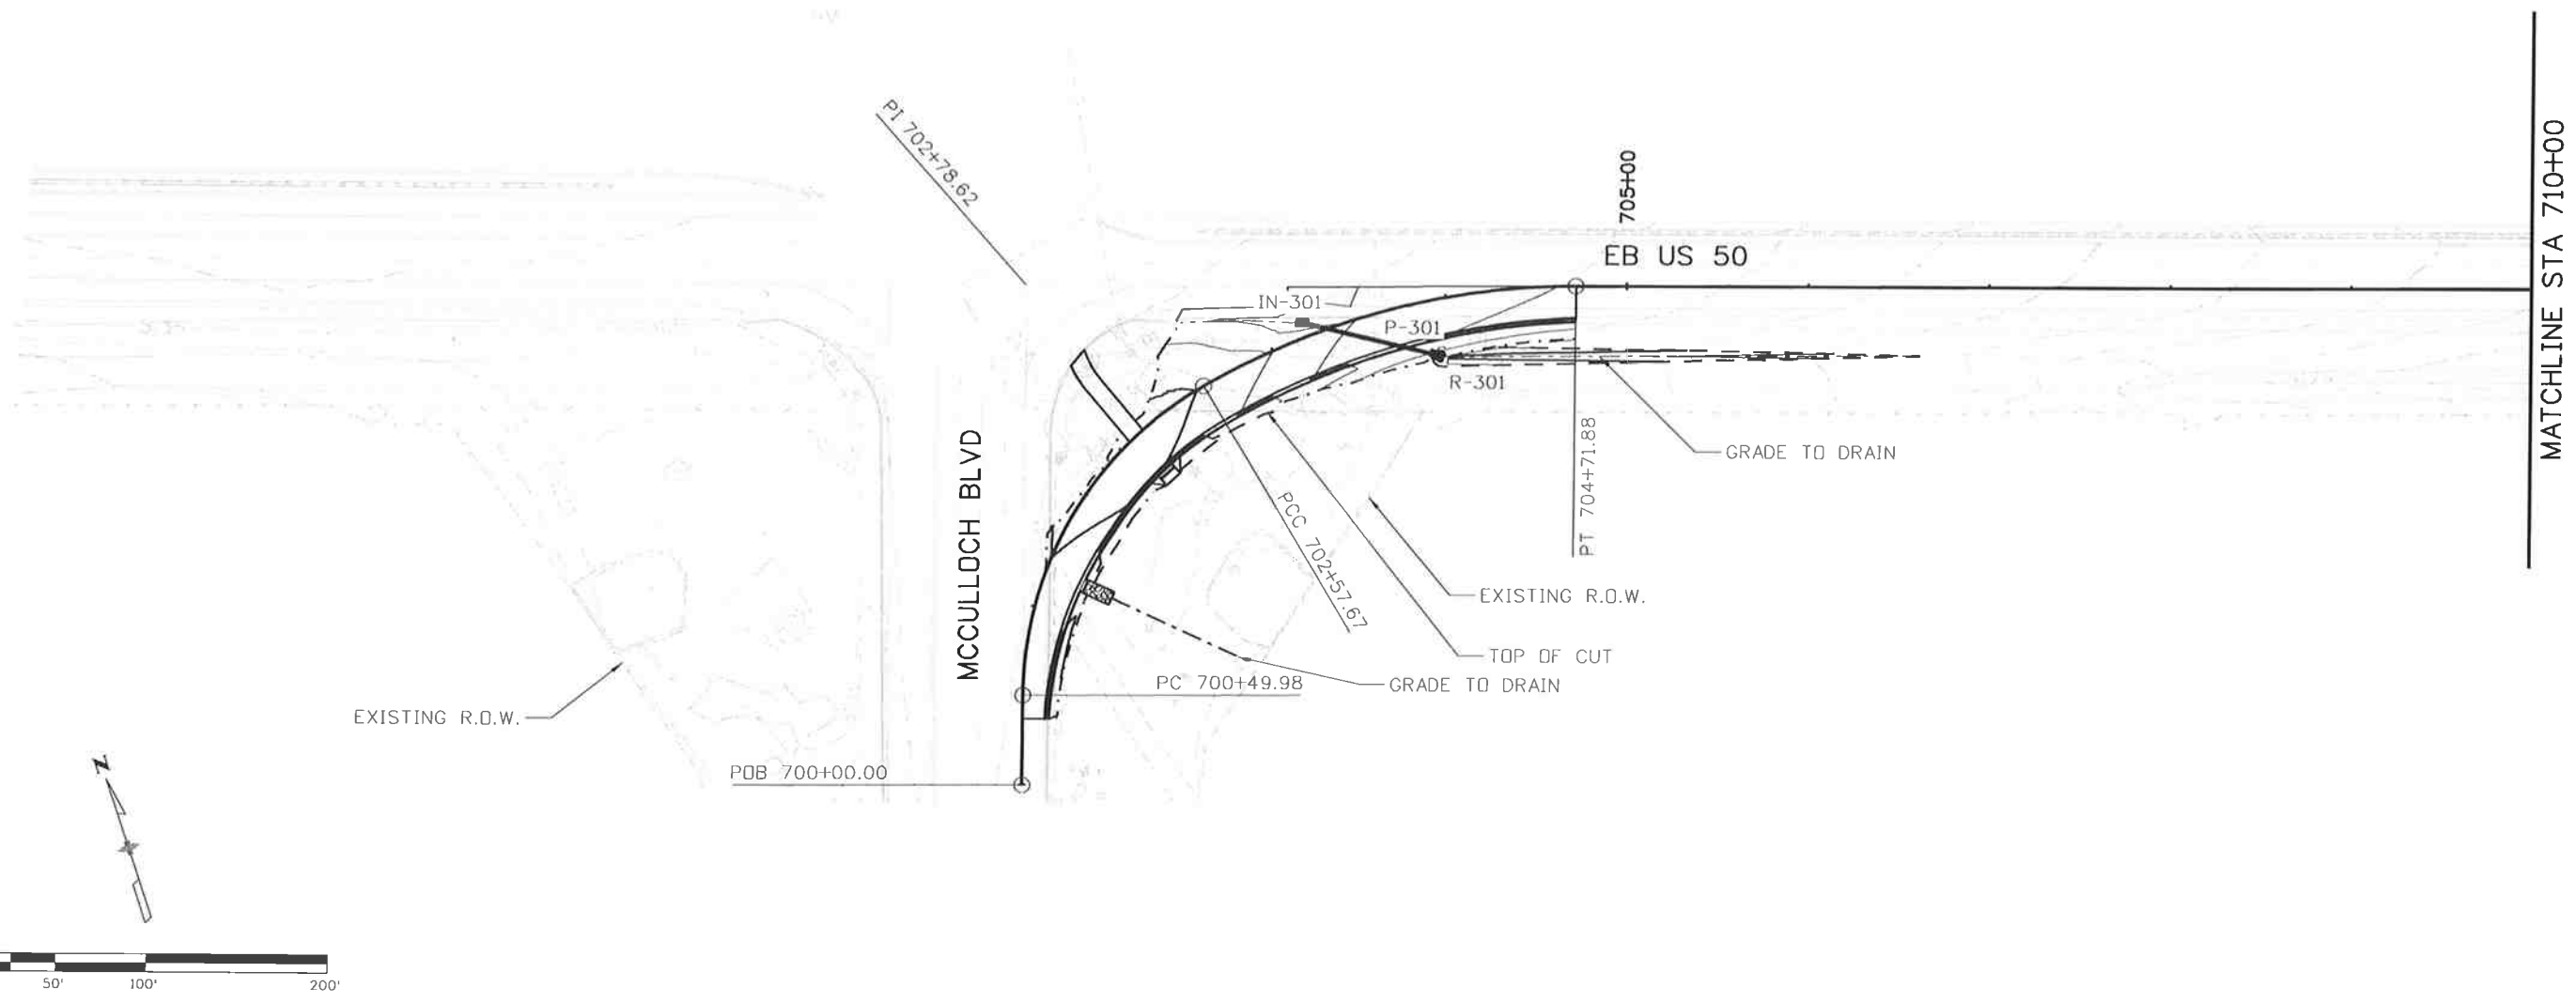 PI 702+78.62
705+00
MATCHLINE STA 710+00
EB US 50
IN-301
P-301
R-301
MCCULLOCH BLVD
PCC 702+57.67
PT 704+71.88
GRADE TO DRAIN
EXISTING R.O.W.
TOP OF CUT
PC 700+49.98
GRADE TO DRAIN
EXISTING R.O.W.
POB 700+00.00
N
50'
100'
200'